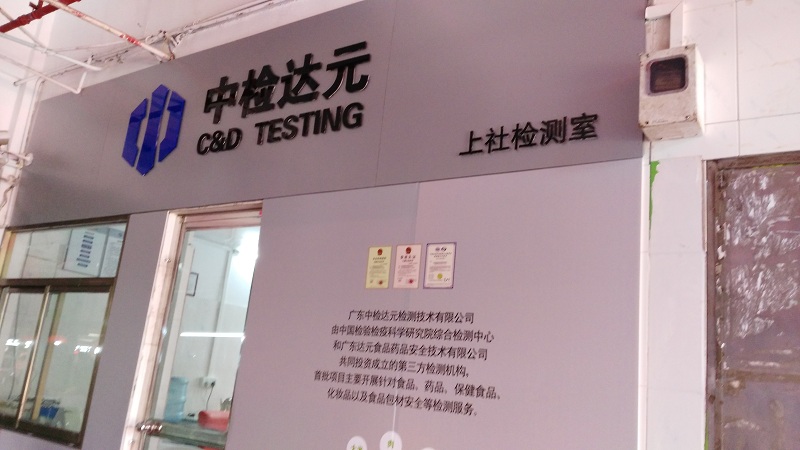 中检达元
C&D TESTING
上社检测室
广东中检达元检测技术有限公司
由中国检验检疫科学研究院综合检测中心
和广东达元食品药品安全技术有限公司
共同投资成立的第三方检测机构，
首批项目主要开展针对食品、药品、保健食品、
化妆品以及食品包材安全等检测服务。